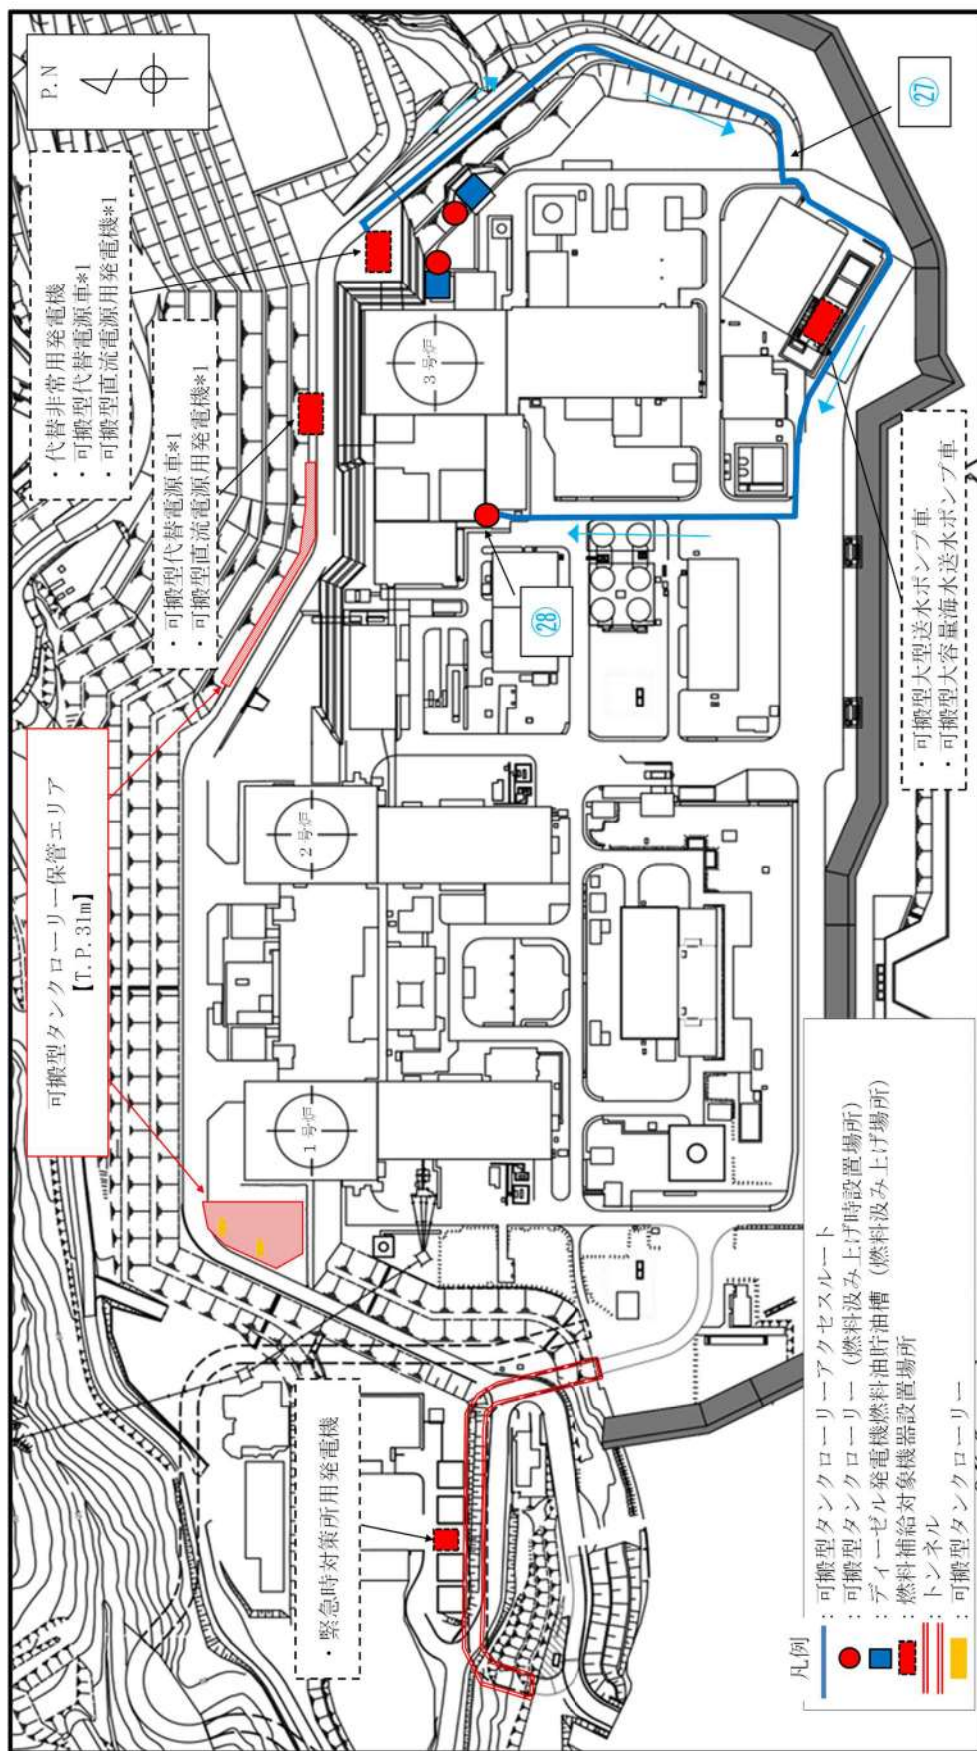 P.N
・代替非常用発電機
・可搬型代替電源車*1
・可搬型直流電源用発電機*1
・可搬型代替電源車*1
・可搬型直流電源用発電機*1
可搬型タンクローリー保管エリア
【T.P.31m】
・緊急時対策所用発電機
1号炉
2号炉
3号炉
㉗
㉘
・可搬型大型送水ポンプ車
・可搬型大容量海水送水ポンプ車
凡例
：可搬型タンクローリーアクセスルート
：可搬型タンクローリー（燃料汲み上げ時設置場所）
：ディーゼル発電機燃料油貯油槽（燃料汲み上げ場所）
：燃料補給対象機器設置場所
：トンネル
：可搬型タンクローリー